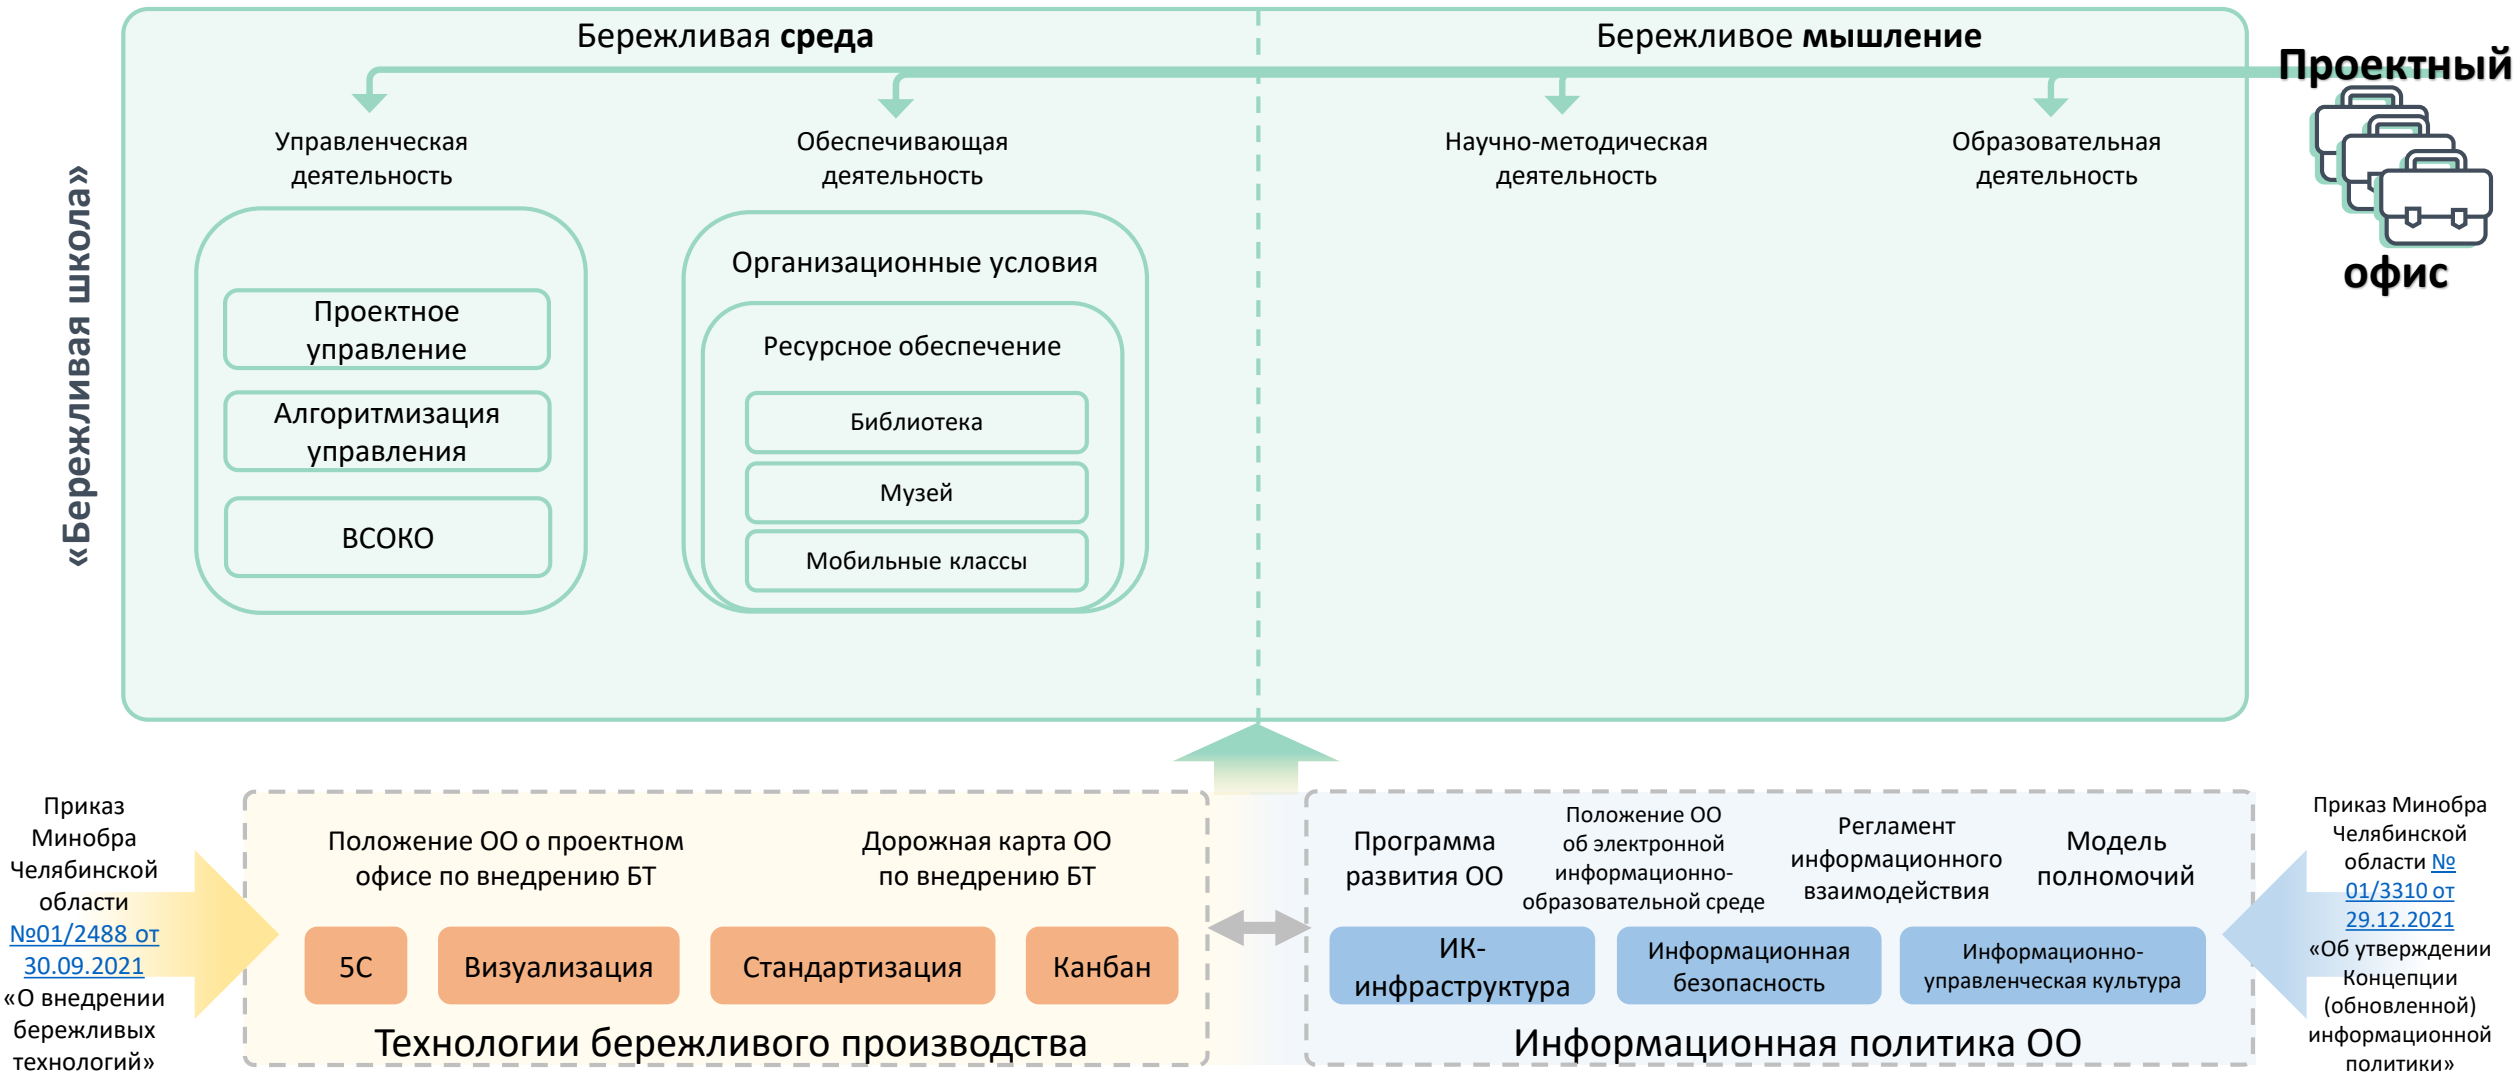 Бережливая среда
Бережливое мышление
Проектный
офис
«Бережливая школа»
Управленческая
деятельность
Обеспечивающая
деятельность
Научно-методическая
деятельность
Образовательная
деятельность
Проектное
управление
Алгоритмизация
управления
ВСОКО
Организационные условия
Ресурсное обеспечение
Библиотека
Музей
Мобильные классы
Приказ
Минобра
Челябинской
области
№01/2488 от
30.09.2021
«О внедрении
бережливых
технологий»
Положение ОО о проектном
офисе по внедрению БТ
Дорожная карта ОО
по внедрению БТ
5С
Визуализация
Стандартизация
Канбан
Технологии бережливого производства
Программа
развития ОО
Положение ОО
об электронной
информационно-
образовательной среде
Регламент
информационного
взаимодействия
Модель
полномочий
ИК-
инфраструктура
Информационная
безопасность
Информационно-
управленческая культура
Информационная политика ОО
Приказ Минобра
Челябинской
области №
01/3310 от
29.12.2021
«Об утверждении
Концепции
(обновленной)
информационной
политики»